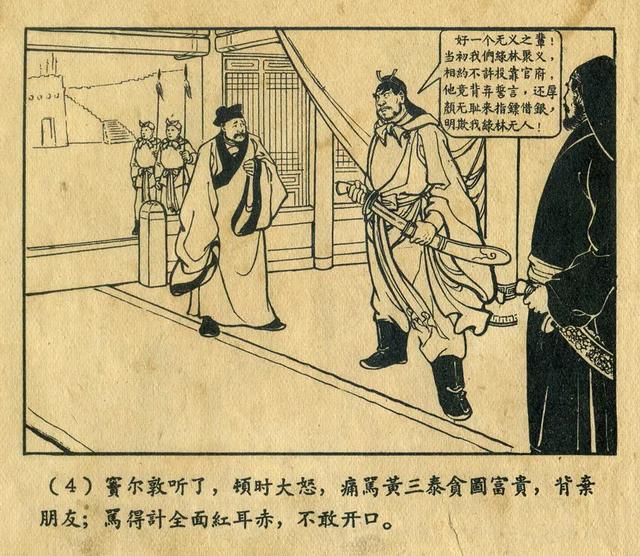 好一个无义之輩！
当初我們綠林聚义，
相約不許投靠官府，
他竟背弃誓言，还厚
顏无耻来指鏢借銀，
明欺我綠林无人！
（4）竇尔敦听了，頓时大怒，痛駡黃三泰貪圖富貴，背棄
朋友；駡得計全面紅耳赤，不敢开口。